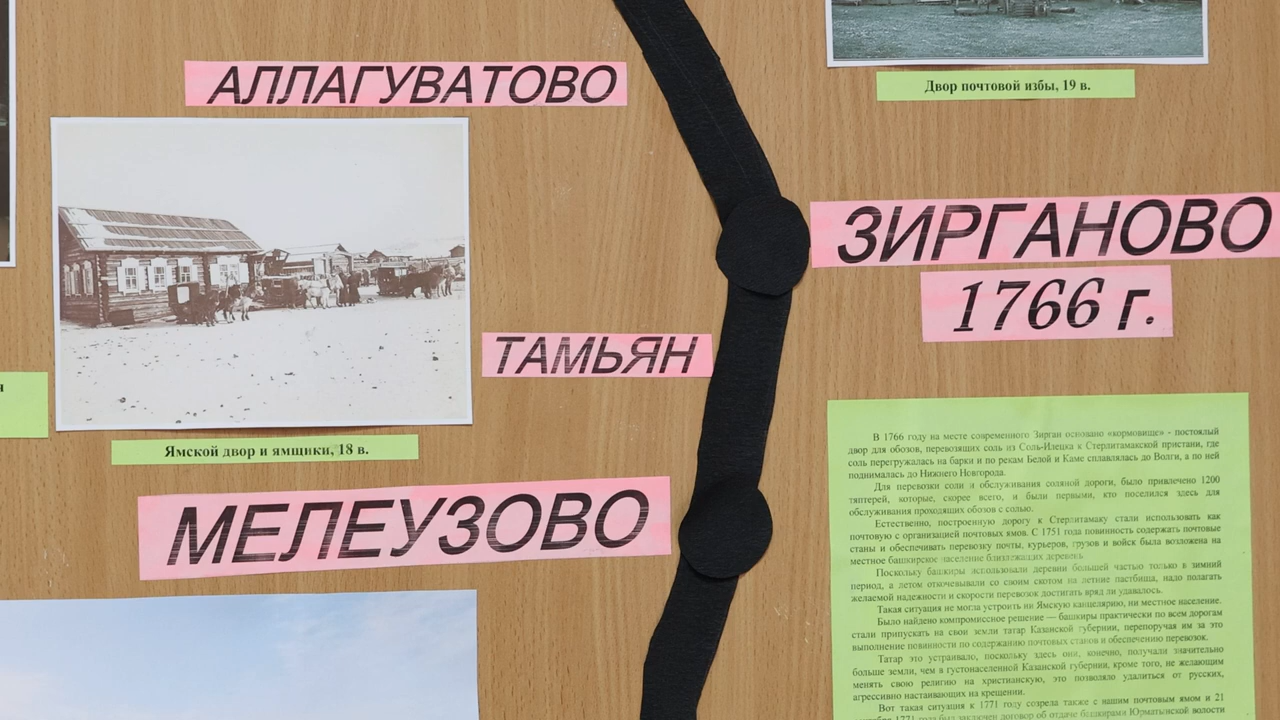 АЛЛАГУВАТОВО
Двор почтовой избы, 19 в.
ЗИРГАНОВО
1766 г.
ТАМЬЯН
Ямской двор и ямщики, 18 в.
МЕЛЕУЗОВО
В 1766 году на месте современного Зирган основано «кормовище» - постоялый
двор для обозов, перевозящих соль из Соль-Илецка к Стерлитамакской пристани, где
соль перегружалась на барки и по рекам Белой и Каме сплавлялась до Волги, а по ней
поднималась до Нижнего Новгорода.
Для перевозки соли и обслуживания соляной дороги, было привлечено 1200
тяптерей, которые, скорее всего, и были первыми, кто поселился здесь для
обслуживания проходящих обозов с солью.
Естественно, построенную дорогу к Стерлитамаку стали использовать как
почтовую с организацией почтовых ямов. С 1751 года повинность содержать почтовые
станы и обеспечивать перевозку почты, курьеров, грузов и войск была возложена на
местное башкирское население близлежащих деревень.
Поскольку башкиры использовали деревни большей частью только в зимний
период, а летом откочевывали со своим скотом на летние пастбища, надо полагать
желаемой надежности и скорости перевозок достигать вряд ли удавалось.
Такая ситуация не могла устроить ни Ямскую канцелярию, ни местное население.
Было найдено компромиссное решение — башкиры практически по всем дорогам
стали припускать на свои земли татар Казанской губернии, перепоручая им за это
выполнение повинности по содержанию почтовых станов и обеспечению перевозок.
Татар это устраивало, поскольку здесь они, конечно, получали значительно
больше земли, чем в густонаселенной Казанской губернии, кроме того, не желающим
менять свою религию на христианскую, это позволяло удалиться от русских,
агрессивно настаивающих на крещении.
Вот такая ситуация к 1771 году созрела также с нашим почтовым ямом и 21
1771 года был заключен договор об отдаче башкирами Юрматынской волости